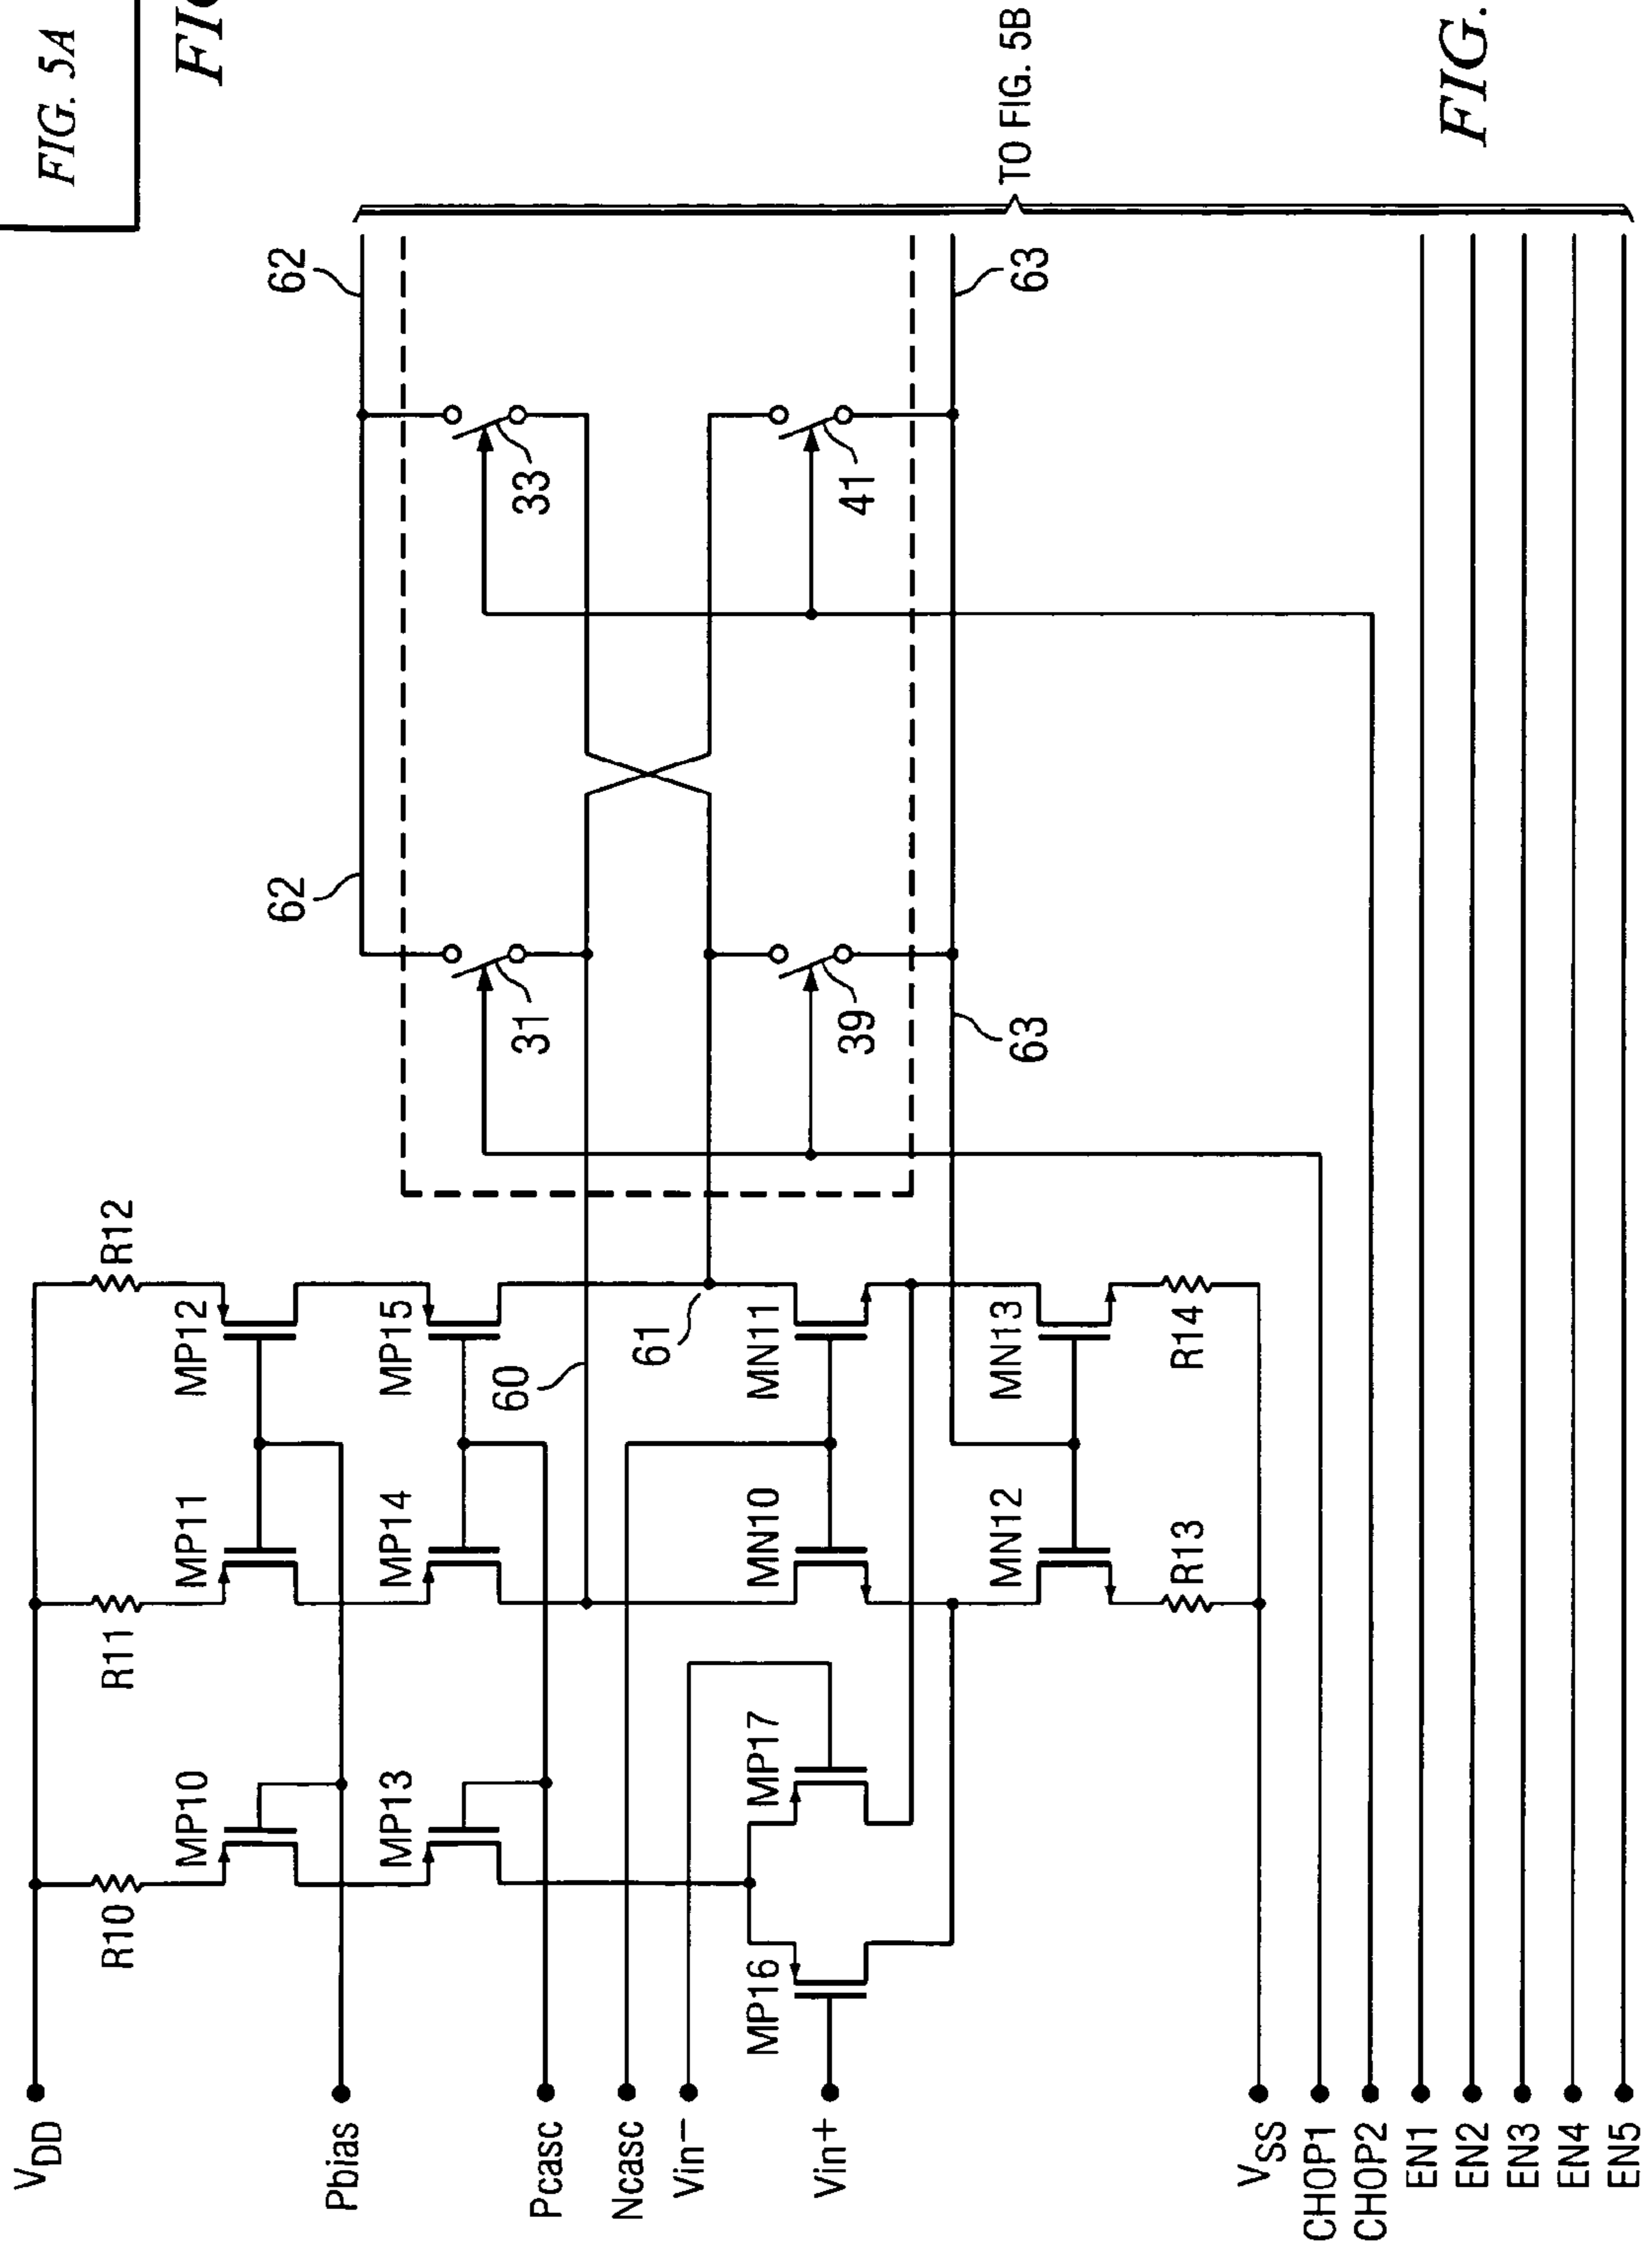 FIG. 5A
FIG
V_DD
R10
R11
R12
MP10
MP11
MP12
Pbias
MP13
MP14
MP15
Pcasc
60
61
62
62
31
33
Ncasc
Vin−
Vin+
MP16
MP17
MN10
MN11
39
41
63
63
MN12
MN13
R13
R14
V_SS
CHOP1
CHOP2
EN1
EN2
EN3
EN4
EN5
TO FIG. 5B
FIG.